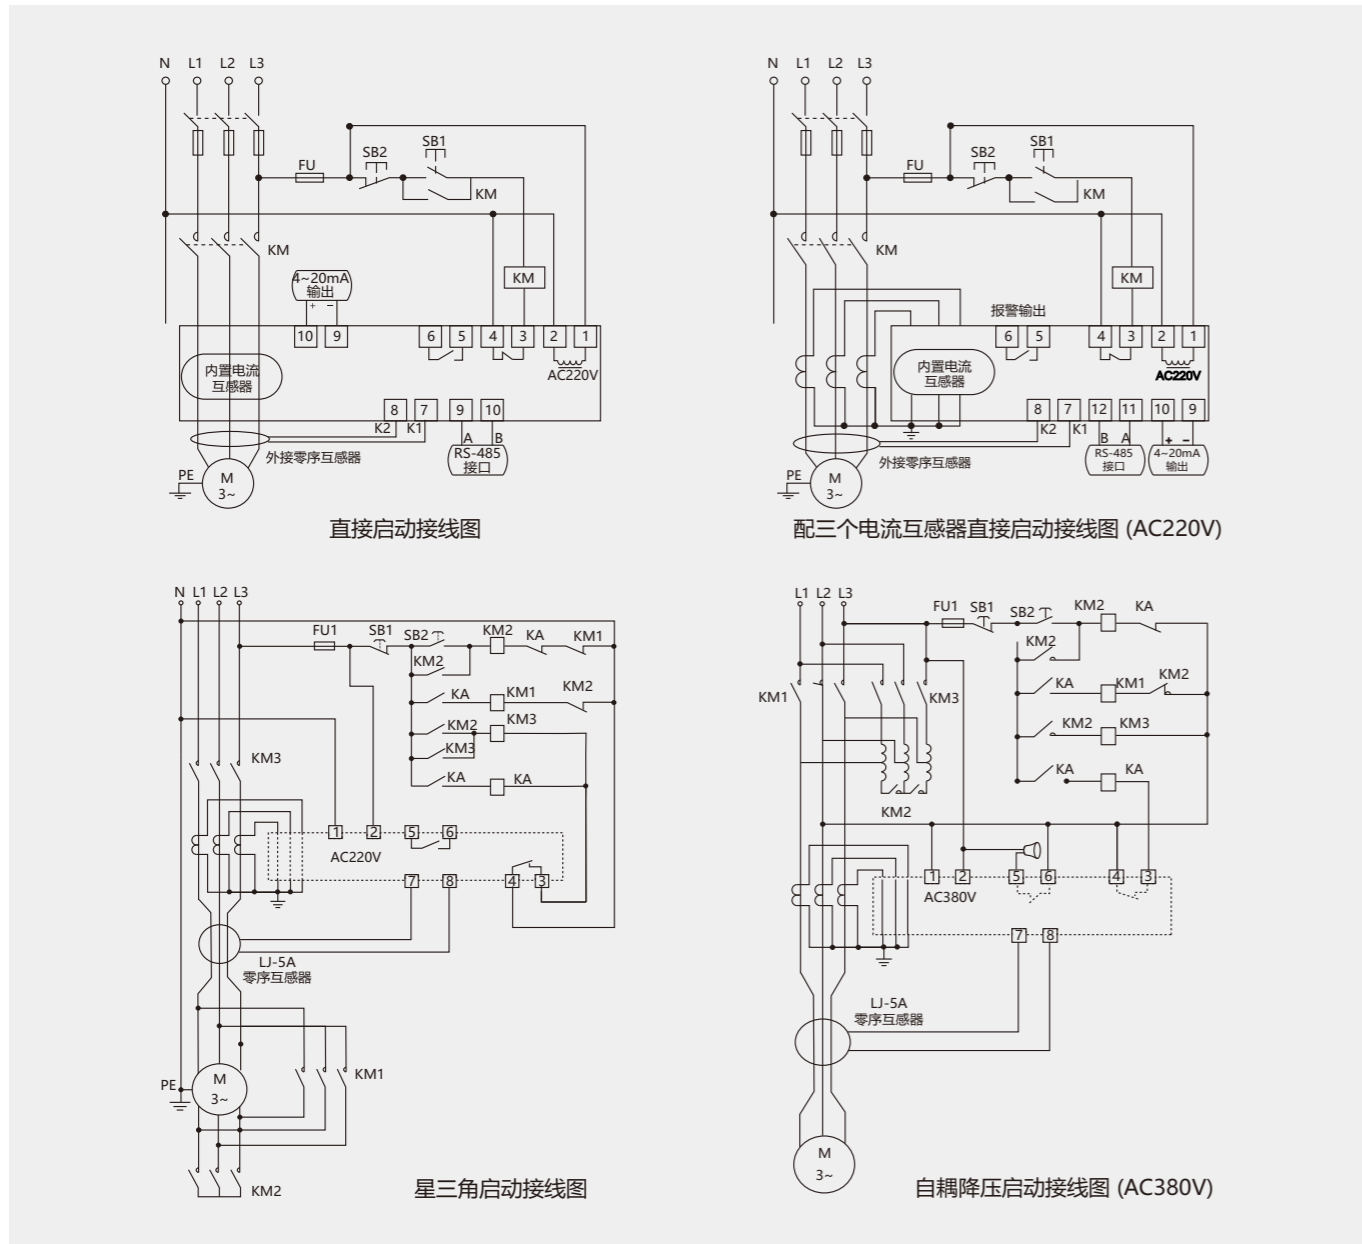 N L1 L2 L3
FU
SB2
SB1
KM
KM
KM
4~20mA
输出
+ −
10 9 6 5 4 3 2 1
内置电流
互感器
AC220V
8 7 9 10
K2 K1 A B
RS-485
接口
外接零序互感器
PE
M
3~
直接启动接线图
N L1 L2 L3
FU
SB2
SB1
KM
KM
KM
报警输出
6 5 4 3 2 1
内置电流
互感器
AC220V
8 7 12 11 10 9
K2 K1 B A + −
RS-485
接口
4~20mA
输出
外接零序互感器
PE
M
3~
配三个电流互感器直接启动接线图 (AC220V)
N L1 L2 L3
FU1 SB1 SB2 KM2 KA KM1
KM2
KA KM1 KM2
KM2 KM3
KM3
KA KA
KM3
1 2 5 6
AC220V
7 8 4 3
LJ-5A
零序互感器
KM1
PE
M
3~
KM2
星三角启动接线图
L1 L2 L3
FU1 SB1 SB2 KM2 KA
KM2
KM1 KM3
KA KM1 KM2
KM2 KM3
KA KA
KM2
1 2 5 6 4 3
AC380V
7 8
LJ-5A
零序互感器
M
3~
自耦降压启动接线图 (AC380V)